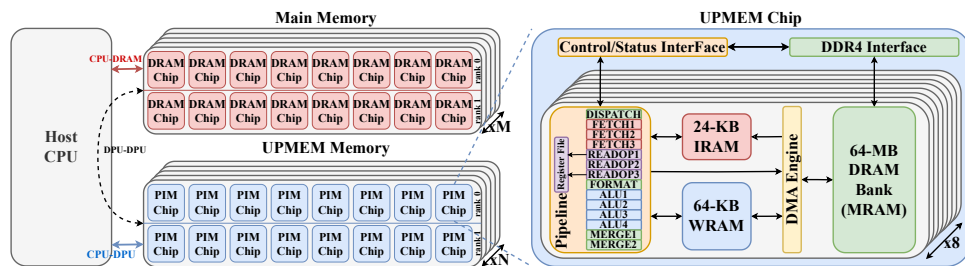 Main Memory
UPMEM Chip
Host
CPU
CPU-DRAM
DPU-DPU
CPU-DPU
DRAM DRAM DRAM DRAM DRAM DRAM DRAM DRAM
Chip Chip Chip Chip Chip Chip Chip Chip
rank 0
DRAM DRAM DRAM DRAM DRAM DRAM DRAM DRAM
Chip Chip Chip Chip Chip Chip Chip Chip
rank 1
xM
UPMEM Memory
PIM PIM PIM PIM PIM PIM PIM PIM
Chip Chip Chip Chip Chip Chip Chip Chip
rank 0
PIM PIM PIM PIM PIM PIM PIM PIM
Chip Chip Chip Chip Chip Chip Chip Chip
rank 1
xN
Control/Status InterFace
DDR4 Interface
Pipeline
Register File
DISPATCH
FETCH1
FETCH2
FETCH3
READOP1
READOP2
READOP3
FORMAT
ALU1
ALU2
ALU3
ALU4
MERGE1
MERGE2
24-KB
IRAM
64-KB
WRAM
DMA Engine
64-MB
DRAM
Bank
(MRAM)
x8